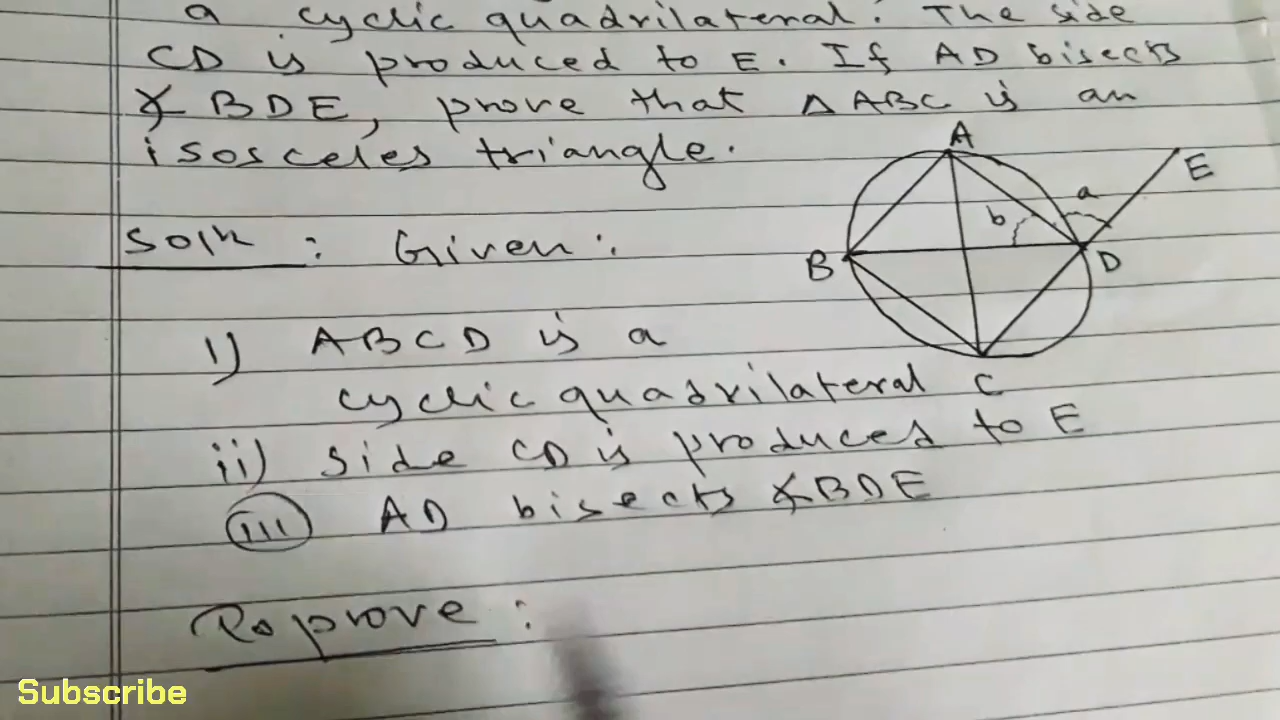 a cyclic quadrilateral. The side
CD is produced to E. If AD bisects
∡ BDE, prove that ΔABC is an
isosceles triangle.
A
E
a
b
B
D
Soln : Given :
i) ABCD is a
cyclic quadrilateral
C
ii) side CD is produced to E
iii) AD bisects ∡BDE
To prove :
Subscribe